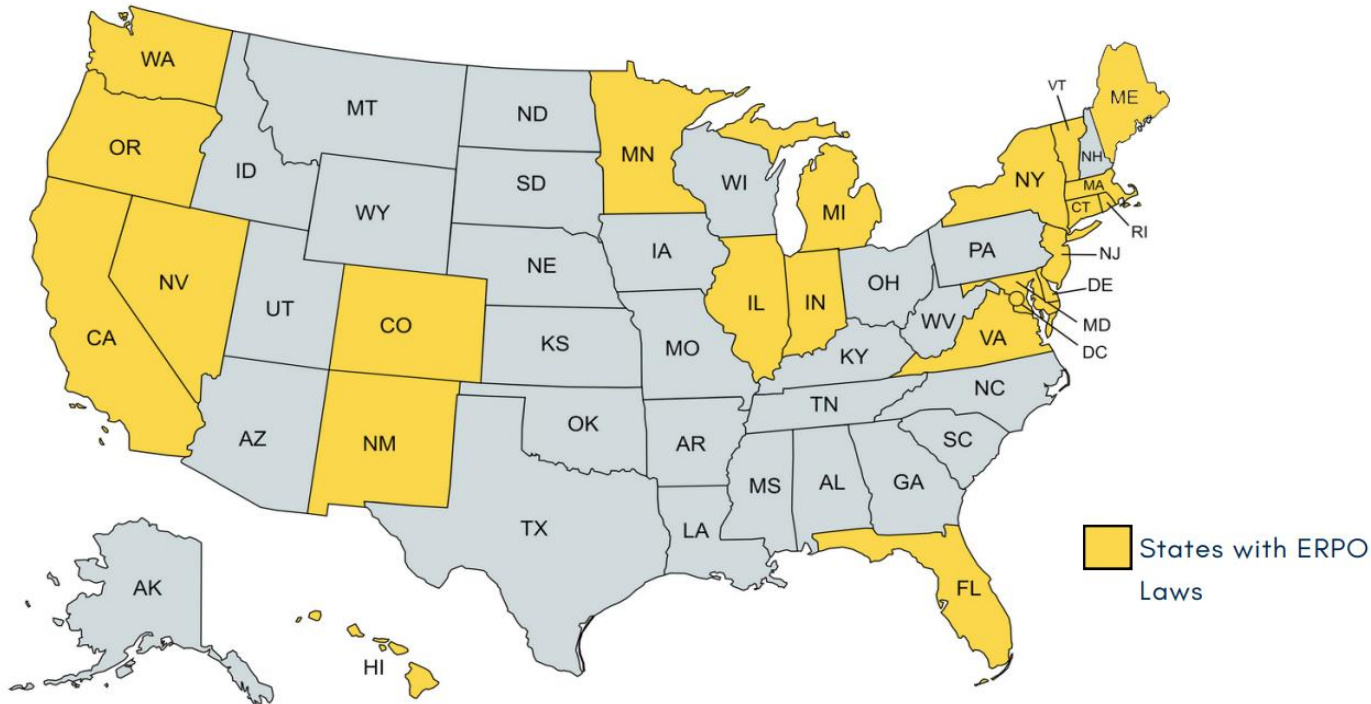 WA
MT
ND
MN
VT
ME
OR
ID
SD
WI
NH
NY
MA
WY
MI
CT
RI
IA
PA
NJ
NE
NV
OH
DE
UT
IL
IN
CO
WV
MD
CA
KS
MO
VA
KY
DC
NC
TN
OK
AZ
NM
AR
SC
MS
AL
GA
TX
LA
States with ERPO
Laws
AK
FL
HI